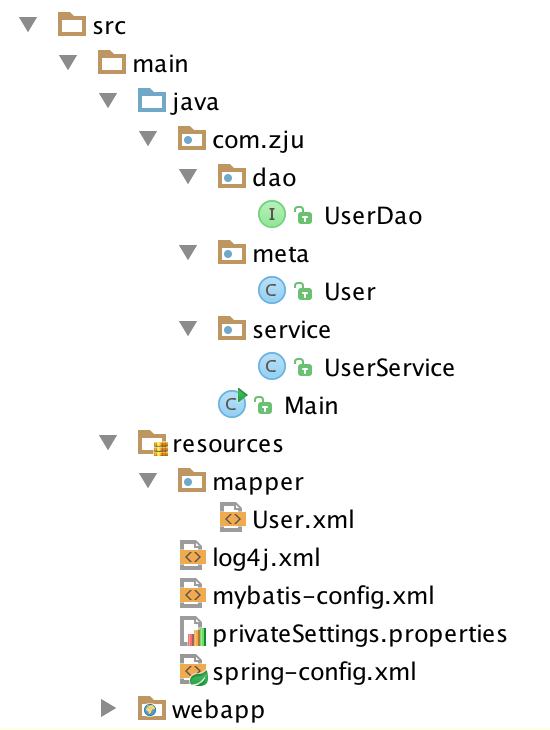 src
main
java
com.zju
dao
I UserDao
meta
C User
service
C UserService
C Main
resources
mapper
User.xml
log4j.xml
mybatis-config.xml
privateSettings.properties
spring-config.xml
webapp